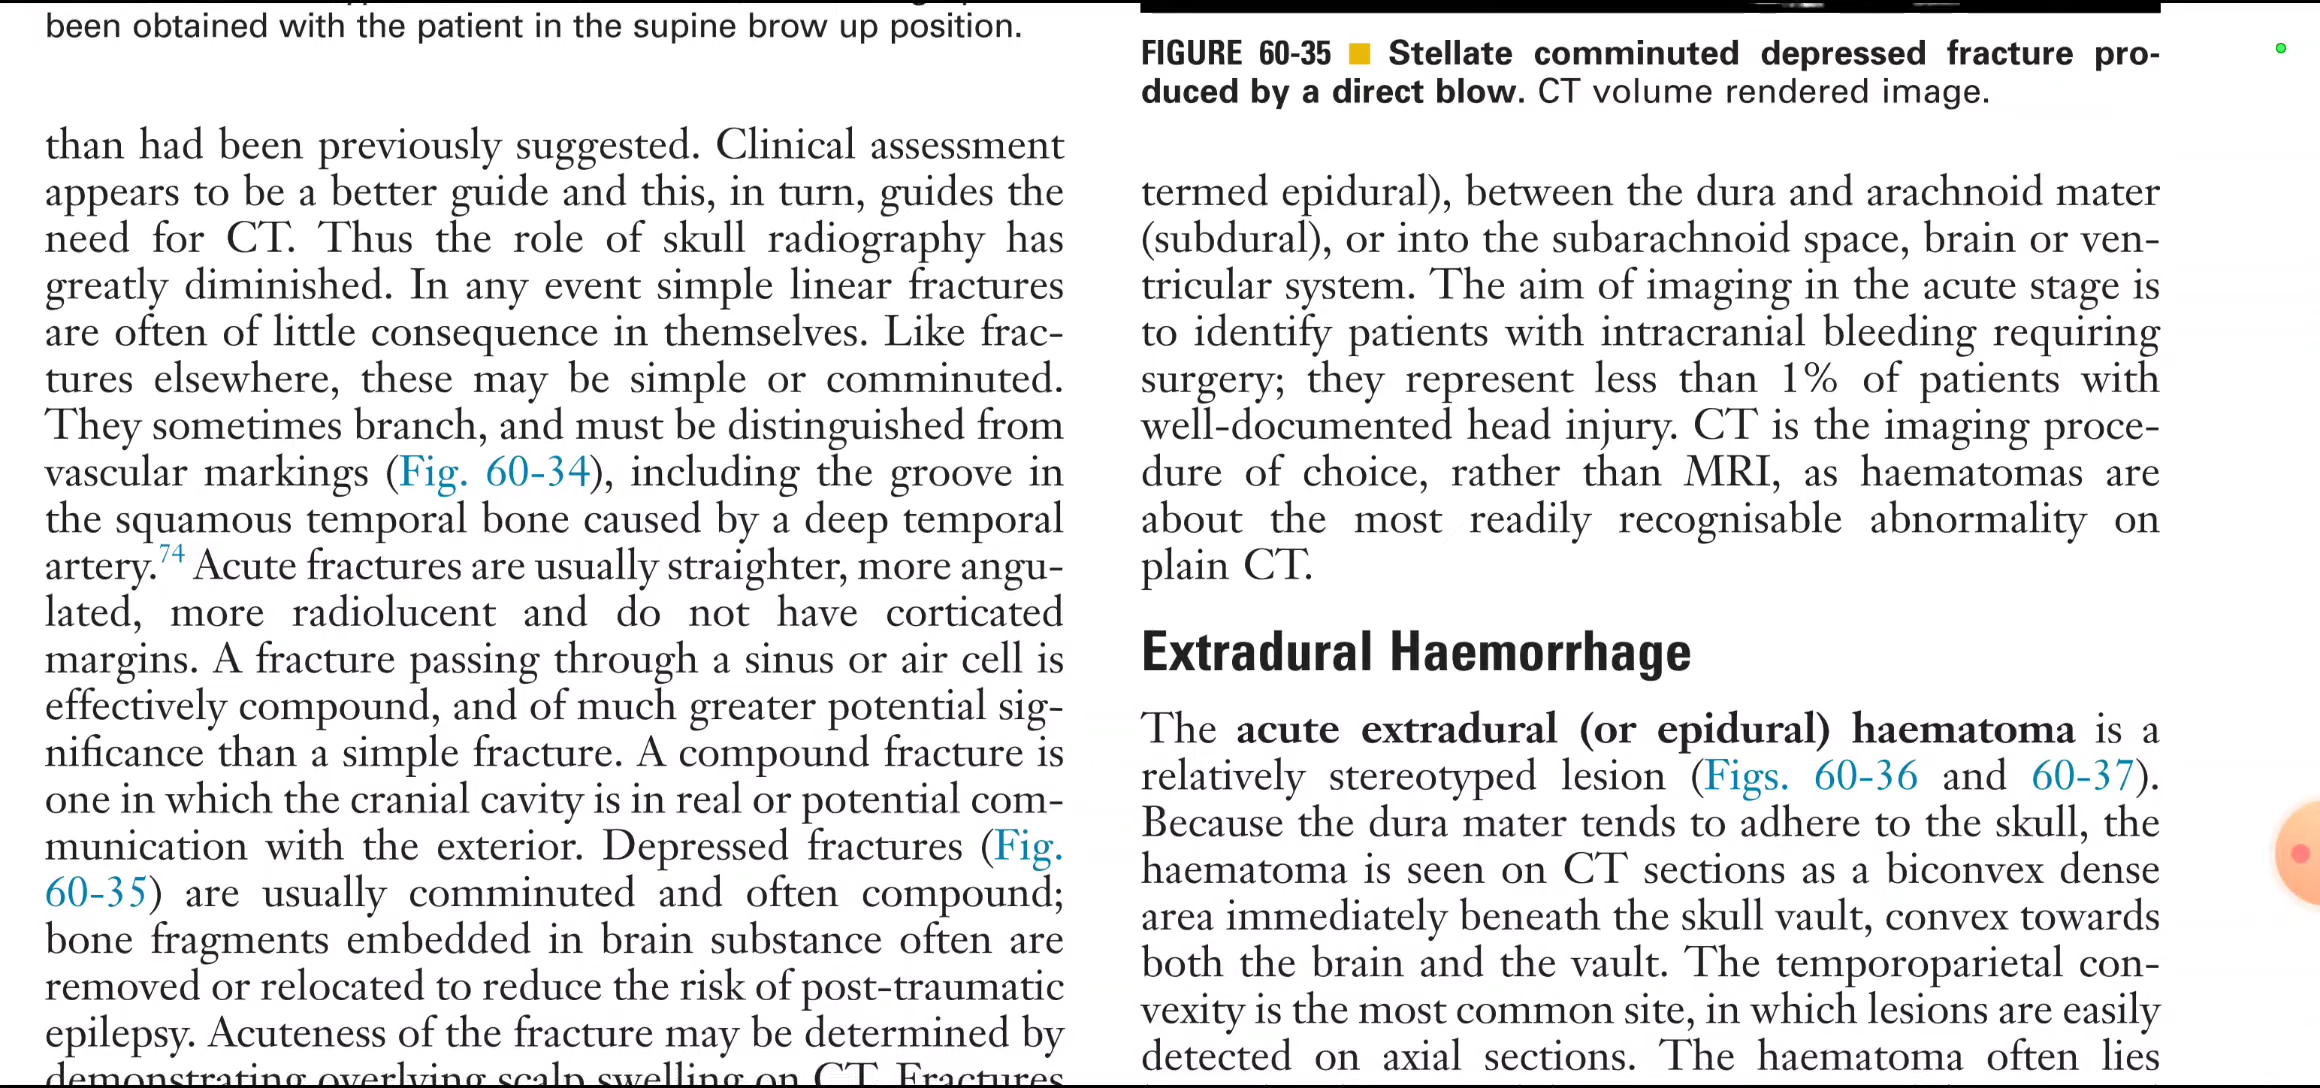 been obtained with the patient in the supine brow up position.
than had been previously suggested. Clinical assessment
appears to be a better guide and this, in turn, guides the
need for CT. Thus the role of skull radiography has
greatly diminished. In any event simple linear fractures
are often of little consequence in themselves. Like frac-
tures elsewhere, these may be simple or comminuted.
They sometimes branch, and must be distinguished from
vascular markings (Fig. 60-34), including the groove in
the squamous temporal bone caused by a deep temporal
artery.74 Acute fractures are usually straighter, more angu-
lated, more radiolucent and do not have corticated
margins. A fracture passing through a sinus or air cell is
effectively compound, and of much greater potential sig-
nificance than a simple fracture. A compound fracture is
one in which the cranial cavity is in real or potential com-
munication with the exterior. Depressed fractures (Fig.
60-35) are usually comminuted and often compound;
bone fragments embedded in brain substance often are
removed or relocated to reduce the risk of post-traumatic
epilepsy. Acuteness of the fracture may be determined by
demonstrating overlying scalp swelling on CT. Fractures
FIGURE 60-35 ■ Stellate comminuted depressed fracture pro-
duced by a direct blow. CT volume rendered image.
termed epidural), between the dura and arachnoid mater
(subdural), or into the subarachnoid space, brain or ven-
tricular system. The aim of imaging in the acute stage is
to identify patients with intracranial bleeding requiring
surgery; they represent less than 1% of patients with
well-documented head injury. CT is the imaging proce-
dure of choice, rather than MRI, as haematomas are
about the most readily recognisable abnormality on
plain CT.
Extradural Haemorrhage
The acute extradural (or epidural) haematoma is a
relatively stereotyped lesion (Figs. 60-36 and 60-37).
Because the dura mater tends to adhere to the skull, the
haematoma is seen on CT sections as a biconvex dense
area immediately beneath the skull vault, convex towards
both the brain and the vault. The temporoparietal con-
vexity is the most common site, in which lesions are easily
detected on axial sections. The haematoma often lies